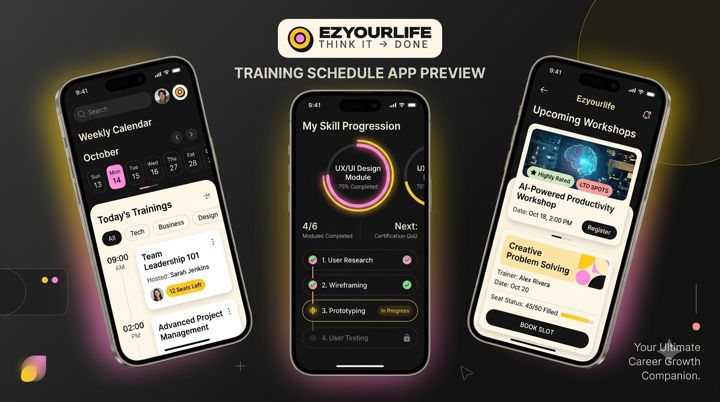 EZYOURLIFE
THINK IT → DONE
TRAINING SCHEDULE APP PREVIEW
9:41
Search
Weekly Calendar
October
Sun
13
Mon
14
Tue
15
Wed
16
Thu
27
Fat
28
Today's Trainings
All
Tech
Business
Design
09:00
AM
Team
Leadership 101
Hosted: Sarah Jenkins
12 Seats Left
02:00
PM
Advanced Project
Management
9:41
My Skill Progression
UX/UI Design
Module
75% Completed
4/6
Modules Completed
Next:
Certification Quiz
1. User Research
2. Wireframing
3. Prototyping
In Progress
4. User Testing
9:41
Ezyourlife
Upcoming Workshops
Highly Rated
LTD SPOTS
AI-Powered Productivity
Workshop
Date: Oct 18, 2:00 PM
Register
Creative
Problem Solving
Trainer: Alex Rivera
Date: Oct 20
Seat Status: 45/50 Filled
BOOK SLOT
Your Ultimate
Career Growth
Companion.